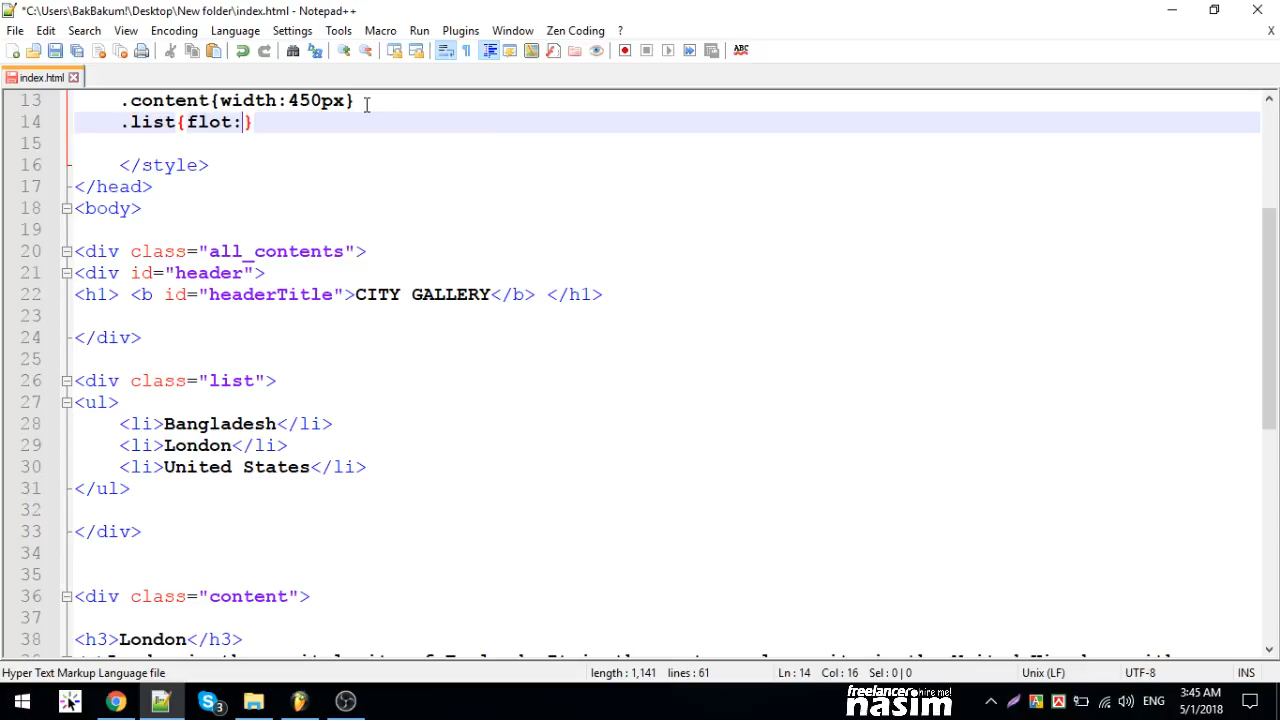 *C:\Users\BakBakum!\Desktop\New folder\index.html - Notepad++
File Edit Search View Encoding Language Settings Tools Macro Run Plugins Window Zen Coding ? X
ABC
index.html
13 .content{width:450px}
14 .list{flot:}
15
16 </style>
17 </head>
18 <body>
19
20 <div class="all_contents">
21 <div id="header">
22 <h1> <b id="headerTitle">CITY GALLERY</b> </h1>
23
24 </div>
25
26 <div class="list">
27 <ul>
28 <li>Bangladesh</li>
29 <li>London</li>
30 <li>United States</li>
31 </ul>
32
33 </div>
34
35
36 <div class="content">
37
38 <h3>London</h3>
Hyper Text Markup Language file length : 1,141 lines : 61 Ln : 14 Col : 16 Sel : 0 | 0 Unix (LF) UTF-8 INS
3
freelancer hire me!
nasim
ENG
3:45 AM
5/1/2018